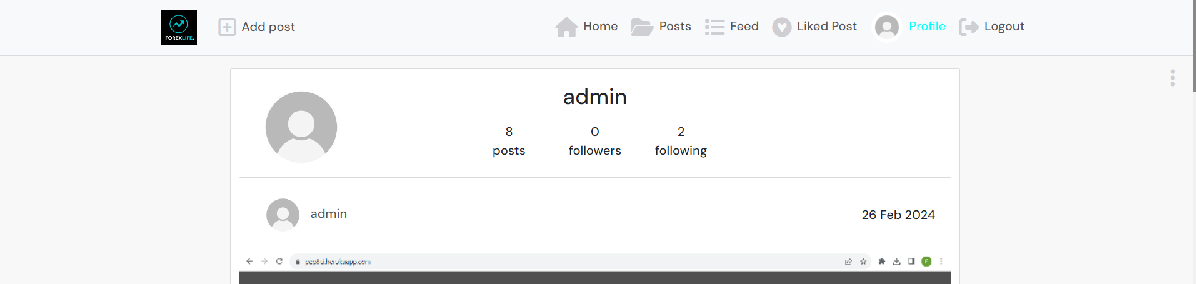 FOREXLIFE.
Add post
Home
Posts
Feed
Liked Post
Profile
Logout
admin
8
posts
0
followers
2
following
admin
26 Feb 2024